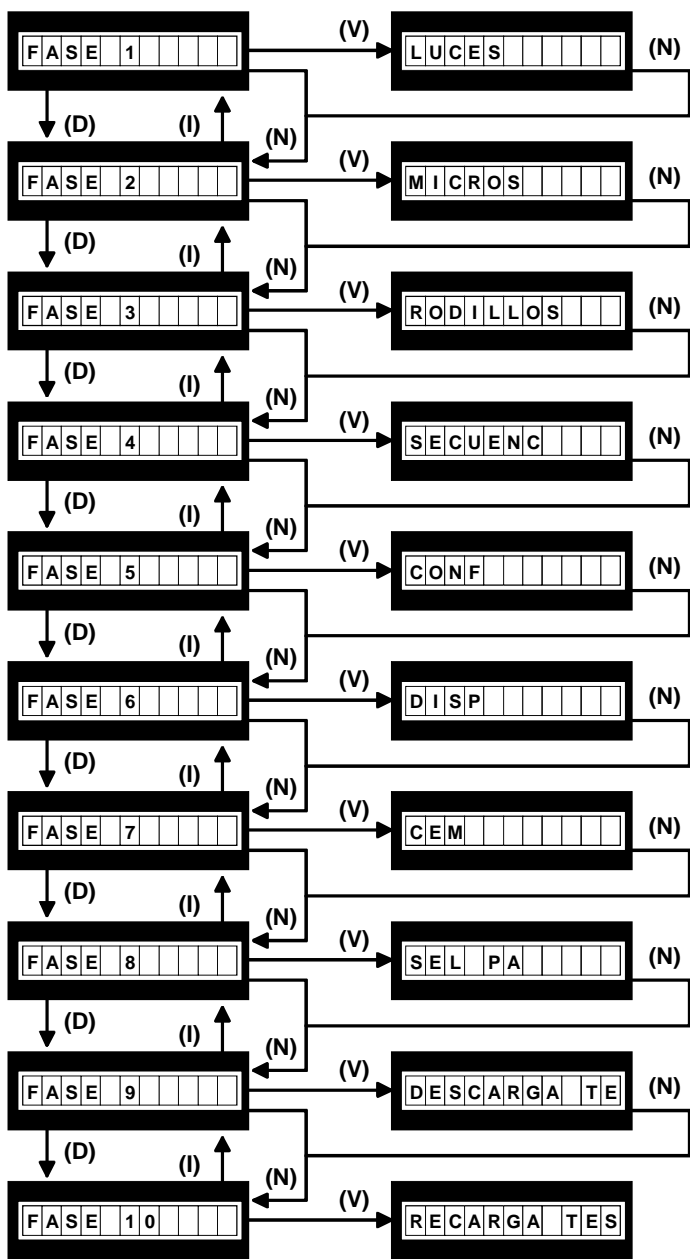 FASE 1 (V) LUCES (N)
(D) (I) (N)
FASE 2 (V) MICROS (N)
(D) (I) (N)
FASE 3 (V) RODILLOS (N)
(D) (I) (N)
FASE 4 (V) SECUENC (N)
(D) (I) (N)
FASE 5 (V) CONF (N)
(D) (I) (N)
FASE 6 (V) DISP (N)
(D) (I) (N)
FASE 7 (V) CEM (N)
(D) (I) (N)
FASE 8 (V) SEL PA (N)
(D) (I) (N)
FASE 9 (V) DESCARGA TE (N)
(D) (I) (N)
FASE 10 (V) RECARGA TES